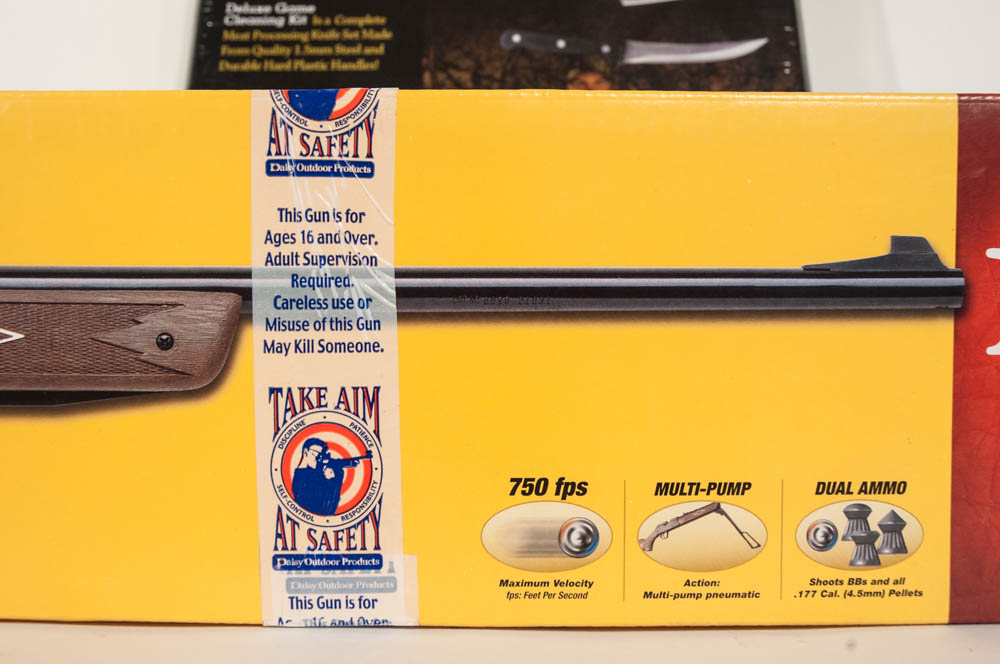 Deluxe Game
Cleaning Kit Is a Complete
Meat Processing Knife Set Made
From Quality 1.5mm Steel and
Durable Hard Plastic Handles!
SELF-CONTROL • RESPONSIBILITY
AT SAFETY
Daisy Outdoor Products
This Gun is for
Ages 16 and Over.
Adult Supervision
Required.
Careless use or
Misuse of this Gun
May Kill Someone.
TAKE AIM
DISCIPLINE • PATIENCE
SELF-CONTROL • RESPONSIBILITY
AT SAFETY
Daisy Outdoor Products
AT SAFETY
Daisy Outdoor Products
This Gun is for
750 fps
Maximum Velocity
fps: Feet Per Second
MULTI-PUMP
Action:
Multi-pump pneumatic
DUAL AMMO
Shoots BBs and all
.177 Cal. (4.5mm) Pellets